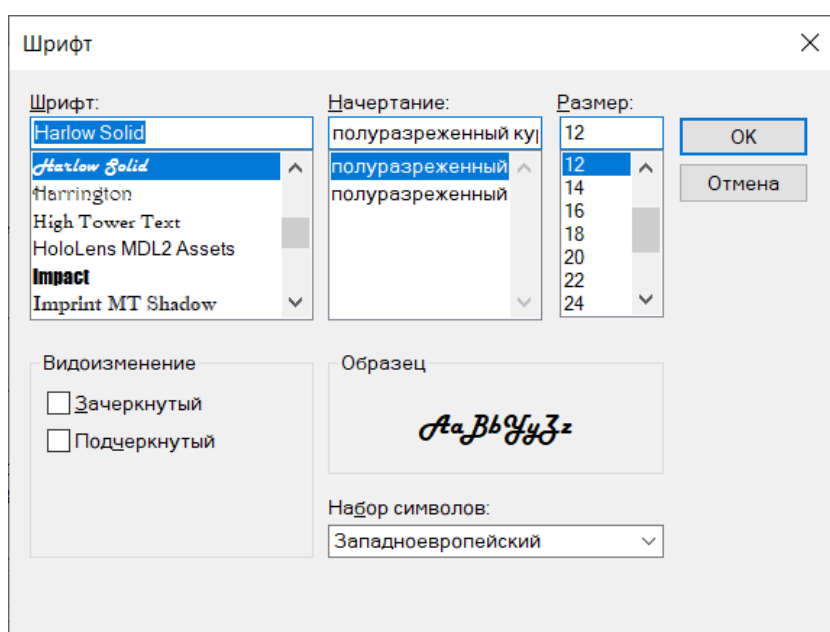 Шрифт
Шрифт: Начертание: Размер:
Harlow Solid полуразреженный кур 12 OK
Harlow Solid полуразреженный 12
Harrington полуразреженный 14 Отмена
High Tower Text 16
HoloLens MDL2 Assets 18
Impact 20
Imprint MT Shadow 22
24
Видоизменение Образец
Зачеркнутый
Подчеркнутый
AaBbYyZz
Набор символов:
Западноевропейский